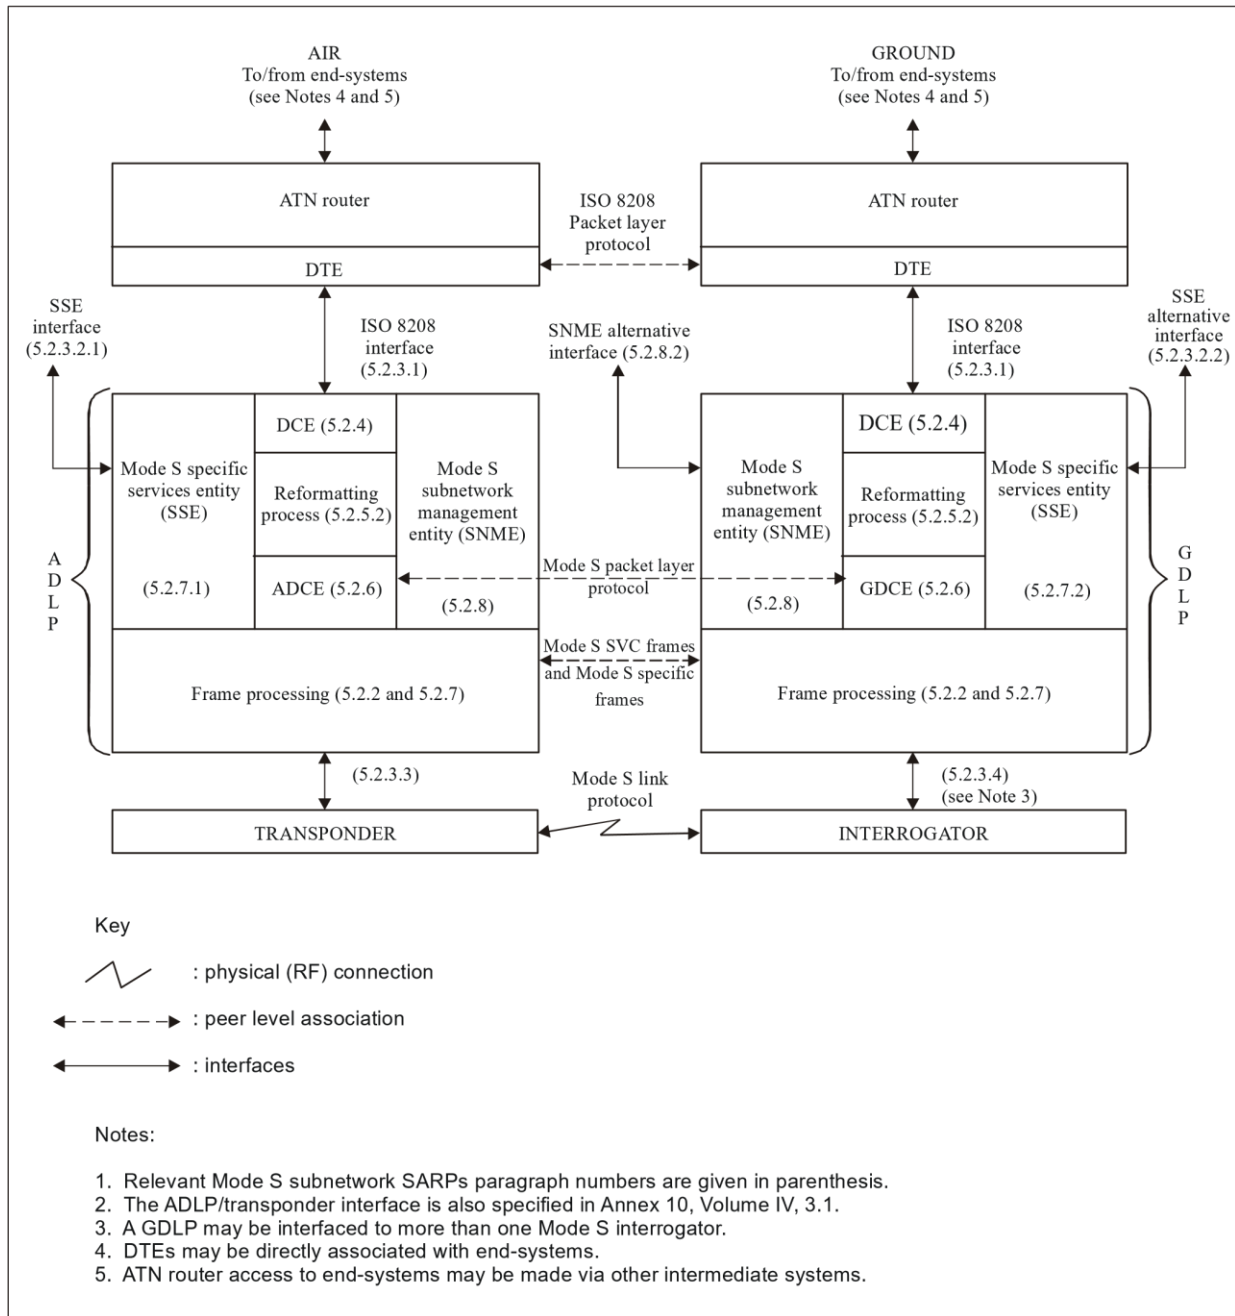 AIR
To/from end-systems
(see Notes 4 and 5)
GROUND
To/from end-systems
(see Notes 4 and 5)
ATN router
DTE
ISO 8208
Packet layer
protocol
ATN router
DTE
SSE
interface
(5.2.3.2.1)
ISO 8208
interface
(5.2.3.1)
SNME alternative
interface (5.2.8.2)
ISO 8208
interface
(5.2.3.1)
SSE
alternative
interface
(5.2.3.2.2)
A
D
L
P
Mode S specific
services entity
(SSE)
(5.2.7.1)
DCE (5.2.4)
Reformatting
process (5.2.5.2)
ADCE (5.2.6)
Mode S
subnetwork
management
entity (SNME)
(5.2.8)
Mode S packet layer
protocol
Mode S
subnetwork
management
entity (SNME)
(5.2.8)
DCE (5.2.4)
Reformatting
process (5.2.5.2)
GDCE (5.2.6)
Mode S specific
services entity
(SSE)
(5.2.7.2)
G
D
L
P
Frame processing (5.2.2 and 5.2.7)
Mode S SVC frames
and Mode S specific
frames
Frame processing (5.2.2 and 5.2.7)
(5.2.3.3)
Mode S link
protocol
(5.2.3.4)
(see Note 3)
TRANSPONDER
INTERROGATOR
Key
: physical (RF) connection
: peer level association
: interfaces
Notes:
1. Relevant Mode S subnetwork SARPs paragraph numbers are given in parenthesis.
2. The ADLP/transponder interface is also specified in Annex 10, Volume IV, 3.1.
3. A GDLP may be interfaced to more than one Mode S interrogator.
4. DTEs may be directly associated with end-systems.
5. ATN router access to end-systems may be made via other intermediate systems.